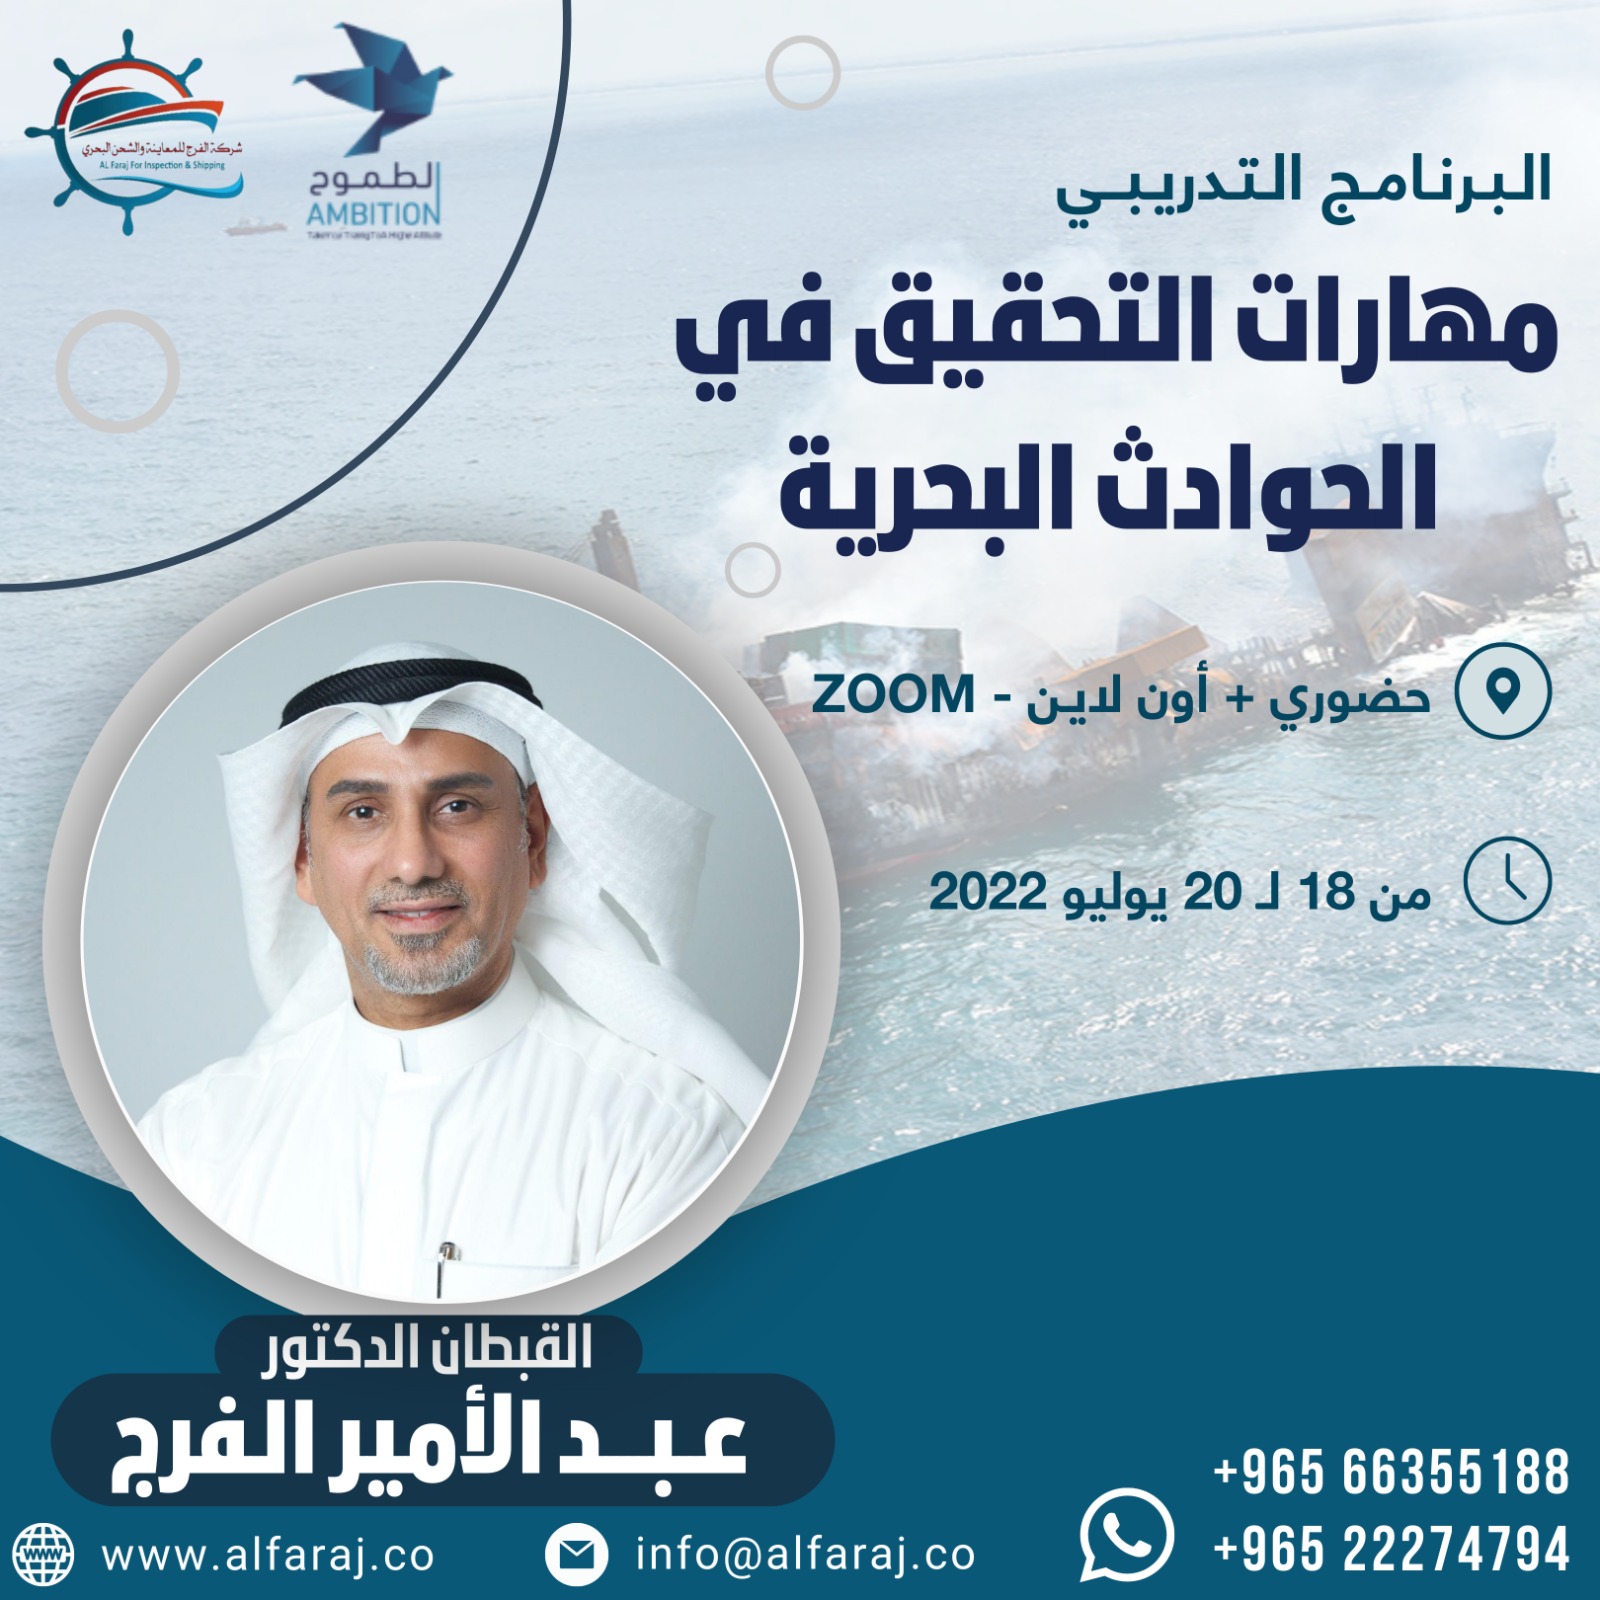 شركة الفرج للمعاينة والشحن البحري
AL Faraj For Inspection & Shipping
الطموح
AMBITION
البرنامج التدريبي
مهارات التحقيق في
الحوادث البحرية
حضوري + أون لاين - ZOOM
من 18 لـ 20 يوليو 2022
القبطان الدكتور
عبد الأمير الفرج
+965 66355188
+965 22274794
www.alfaraj.co
info@alfaraj.co